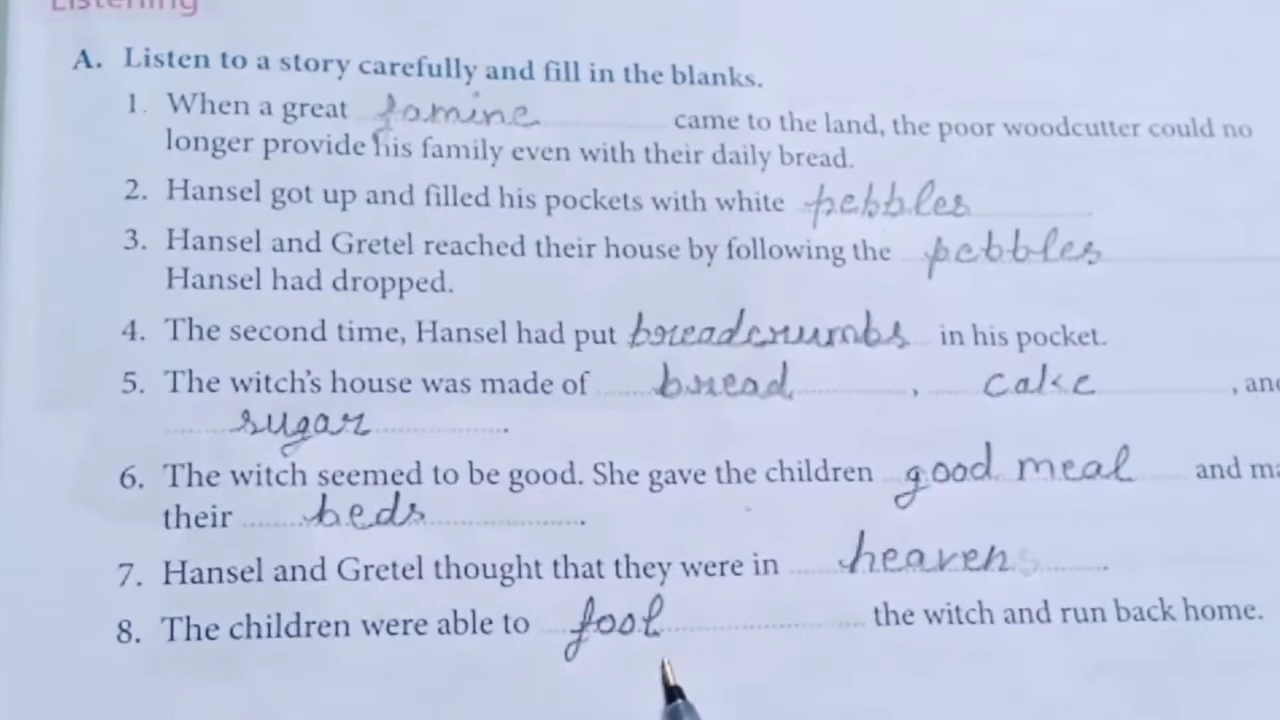 Listening
A. Listen to a story carefully and fill in the blanks.
1. When a great famine came to the land, the poor woodcutter could no
longer provide his family even with their daily bread.
2. Hansel got up and filled his pockets with white pebbles
3. Hansel and Gretel reached their house by following the pebbles
Hansel had dropped.
4. The second time, Hansel had put breadcrumbs in his pocket.
5. The witch's house was made of bread, cake, and
sugar.
6. The witch seemed to be good. She gave the children good meal and
their beds.
7. Hansel and Gretel thought that they were in heaven.
8. The children were able to fool the witch and run back home.